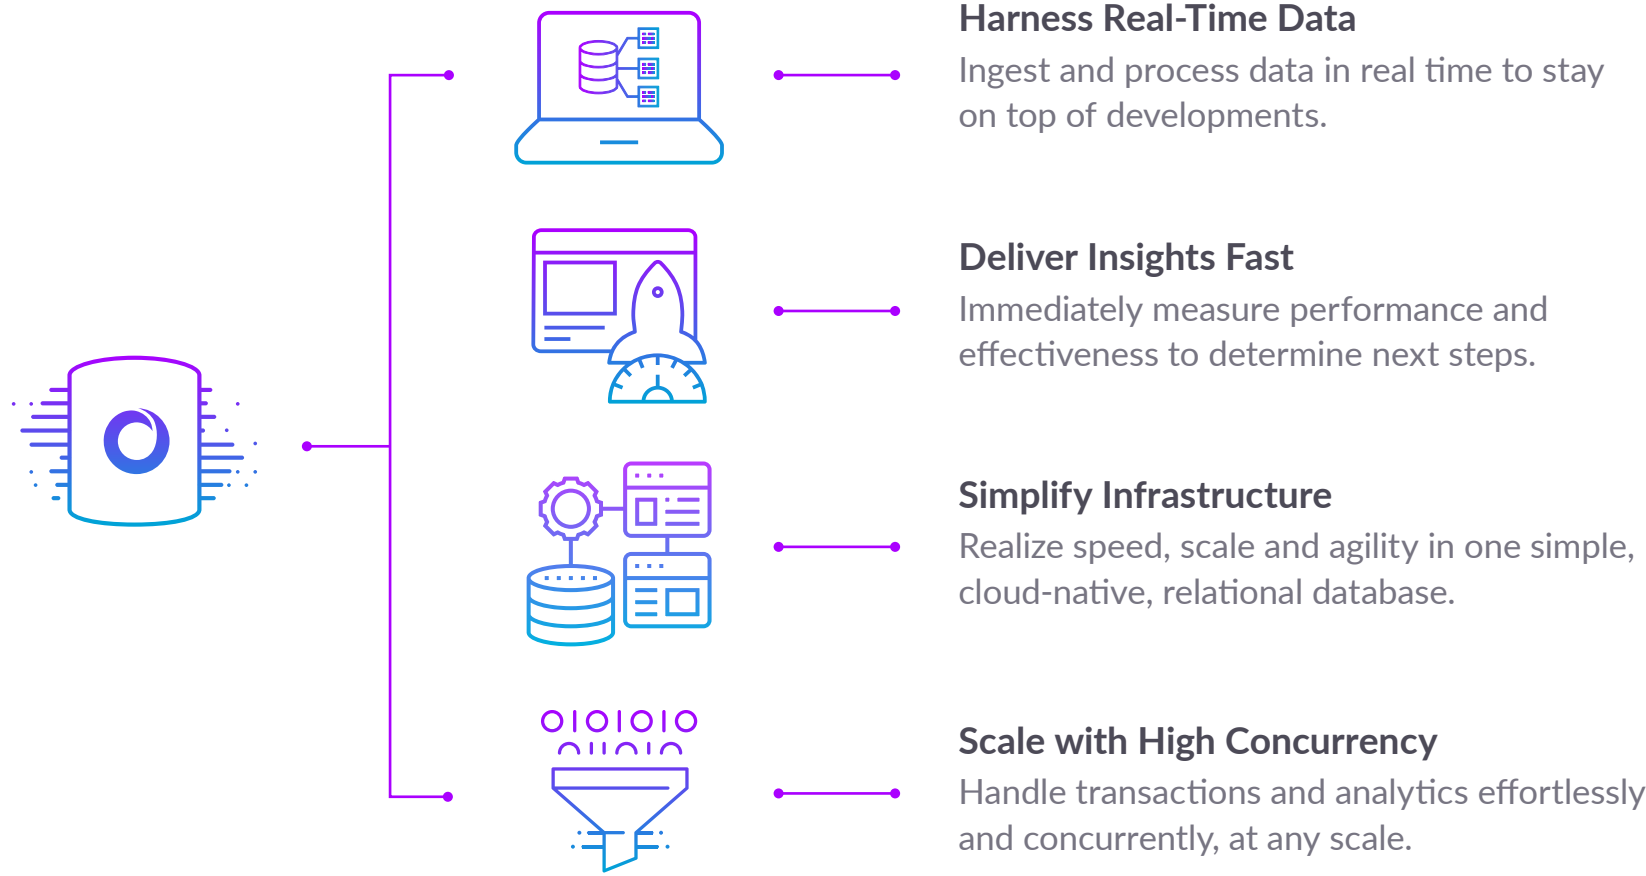 Harness Real-Time Data
Ingest and process data in real time to stay
on top of developments.
Deliver Insights Fast
Immediately measure performance and
effectiveness to determine next steps.
Simplify Infrastructure
Realize speed, scale and agility in one simple,
cloud-native, relational database.
Scale with High Concurrency
Handle transactions and analytics effortlessly
and concurrently, at any scale.